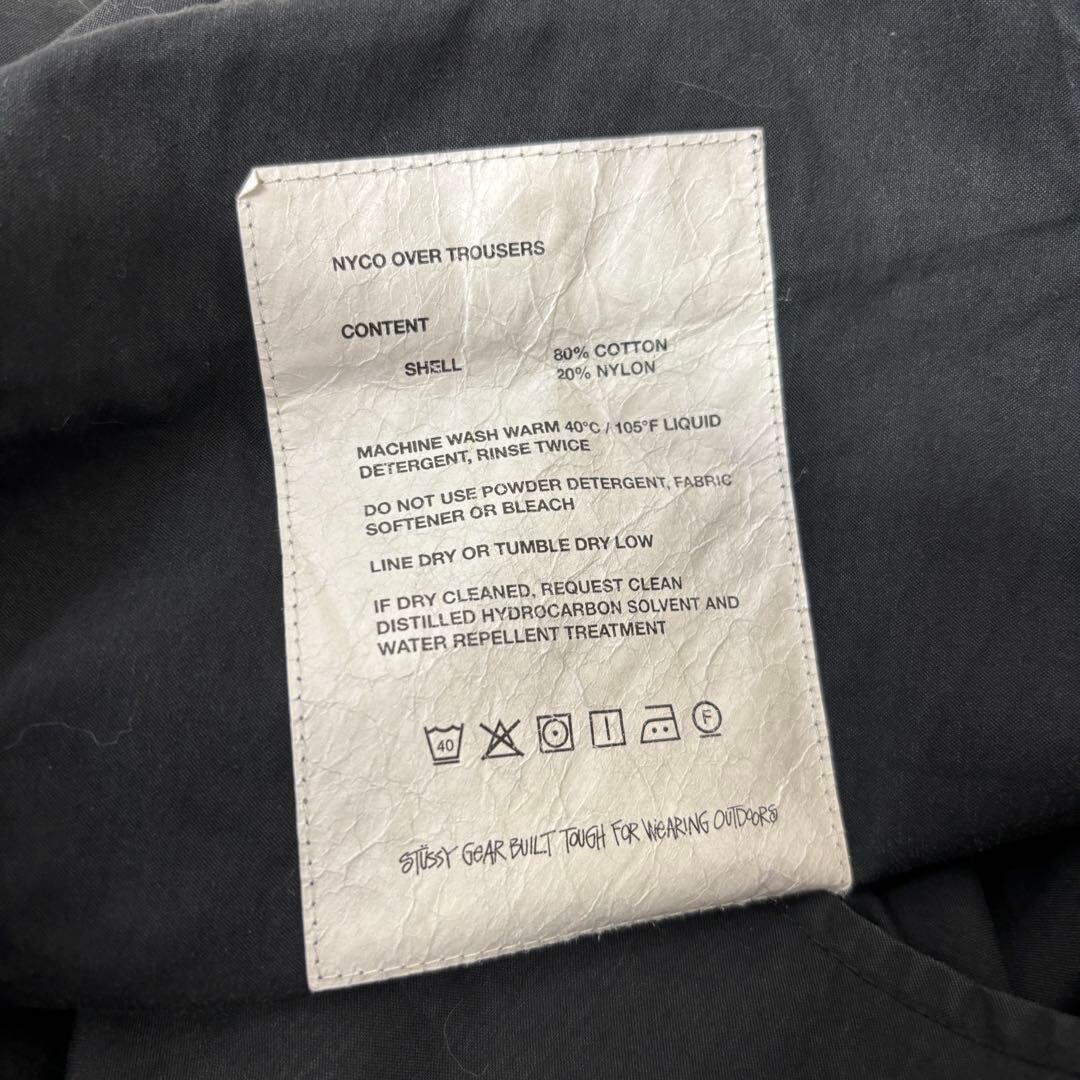 NYCO OVER TROUSERS
CONTENT
SHELL 80% COTTON
20% NYLON
MACHINE WASH WARM 40°C / 105°F LIQUID
DETERGENT, RINSE TWICE
DO NOT USE POWDER DETERGENT, FABRIC
SOFTENER OR BLEACH
LINE DRY OR TUMBLE DRY LOW
IF DRY CLEANED, REQUEST CLEAN
DISTILLED HYDROCARBON SOLVENT AND
WATER REPELLENT TREATMENT
40 F
STÜSSY GEAR BUILT TOUGH FOR WEARING OUTDOORS